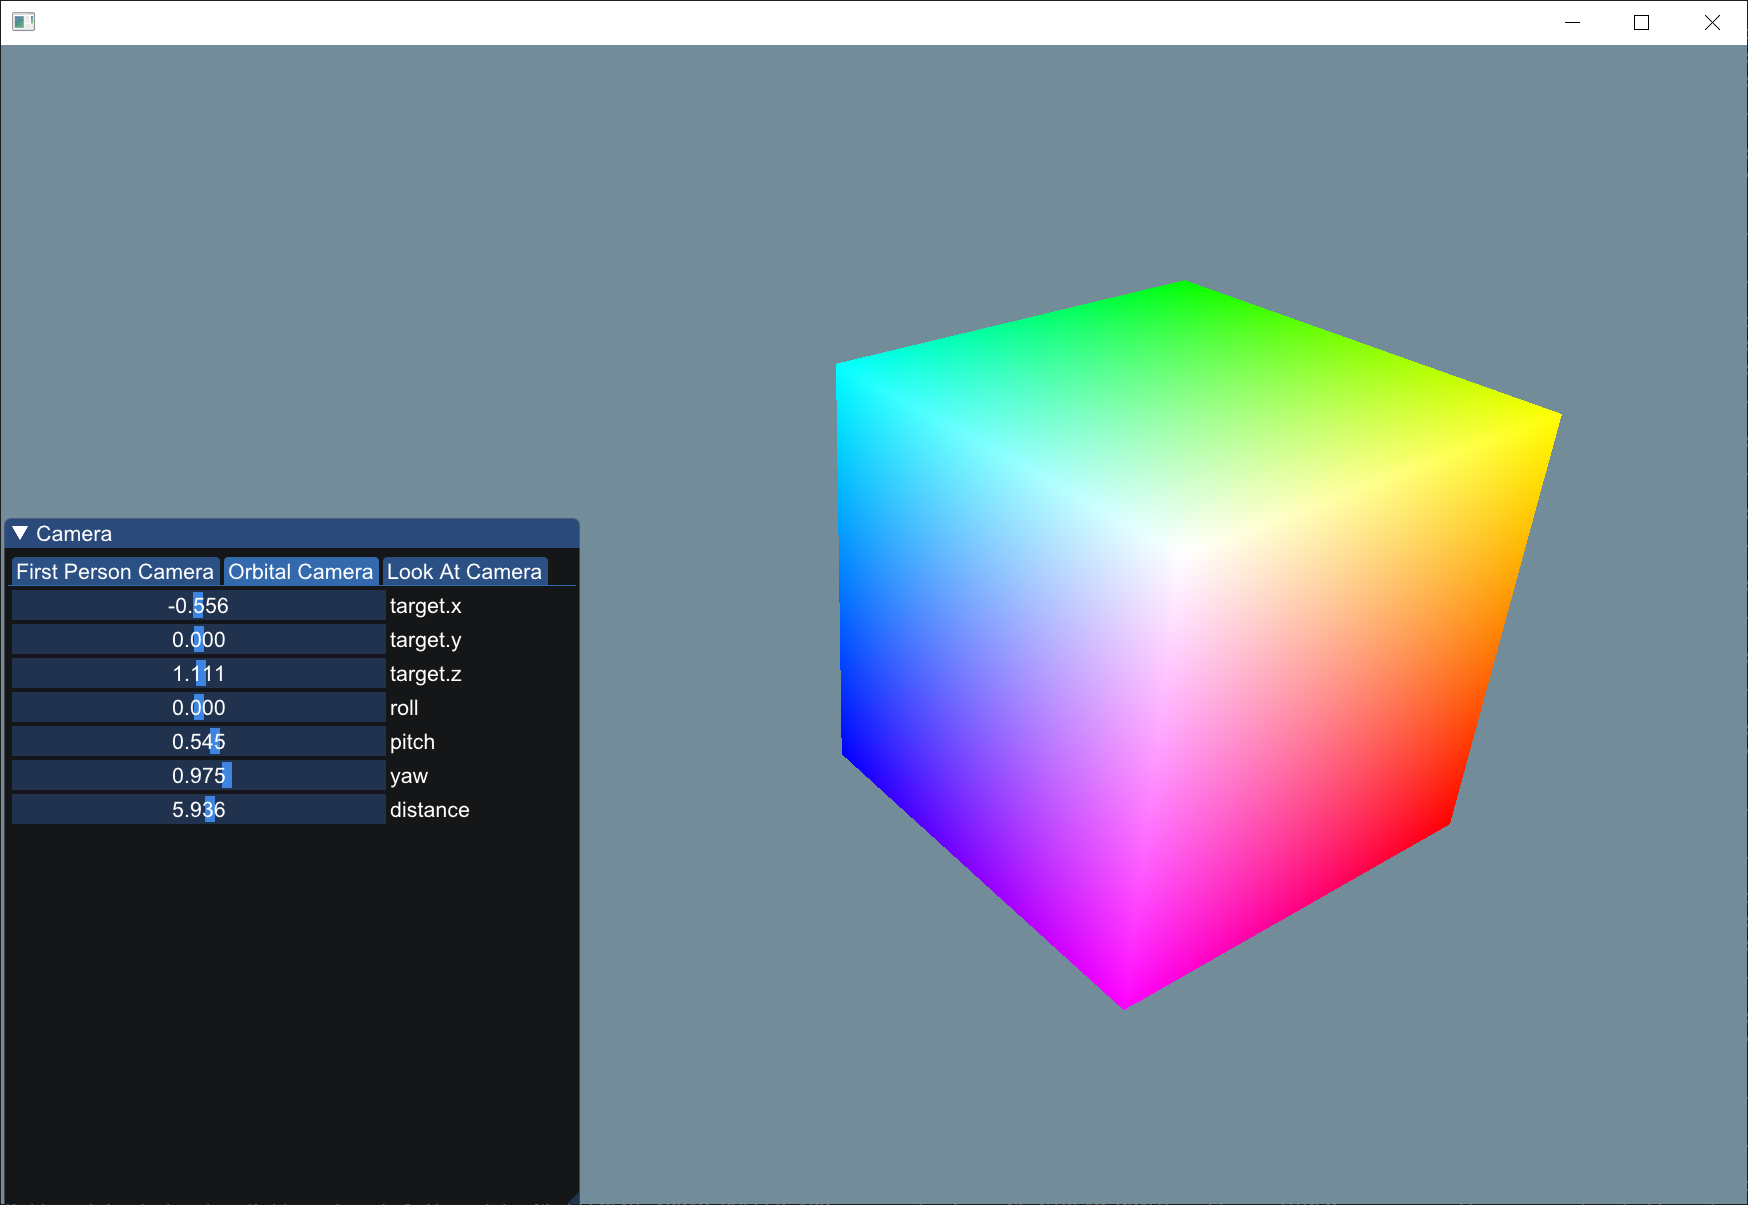 Camera
First Person Camera Orbital Camera Look At Camera
-0.556 target.x
0.000 target.y
1.111 target.z
0.000 roll
0.545 pitch
0.975 yaw
5.936 distance